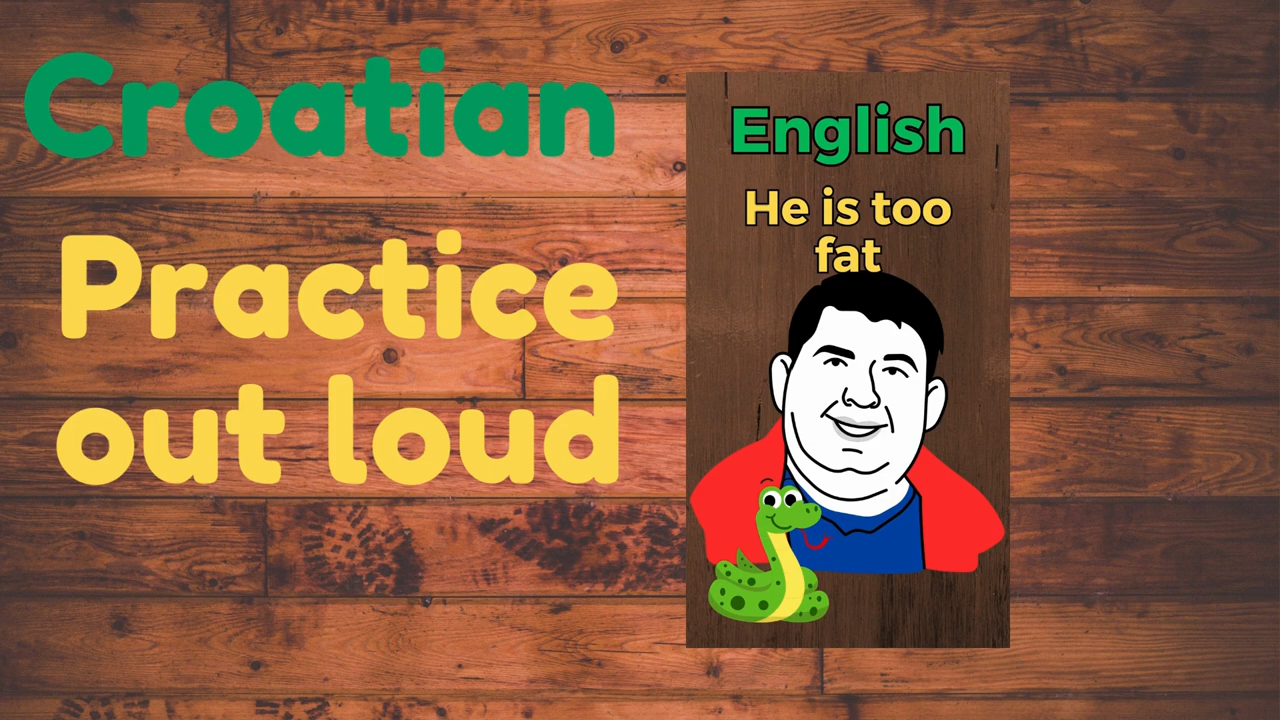 Croatian
Practice
out loud
English
He is too
fat